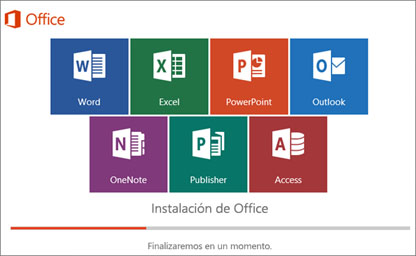 Office
Word
Excel
PowerPoint
Outlook
OneNote
Publisher
Access
Instalación de Office
Finalizaremos en un momento.